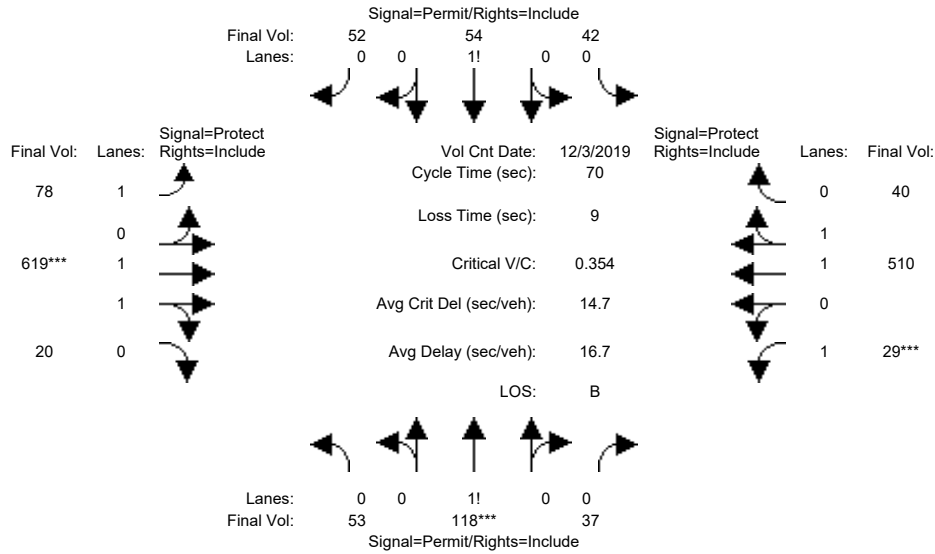 Signal=Permit/Rights=Include
Final Vol: 52 54 42
Lanes: 0 0 1! 0 0
Signal=Protect Signal=Protect
Final Vol: Lanes: Rights=Include Vol Cnt Date: 12/3/2019 Rights=Include Lanes: Final Vol:
Cycle Time (sec): 70
78 1 0 40
Loss Time (sec): 9
0 1
619*** 1 Critical V/C: 0.354 1 510
1 Avg Crit Del (sec/veh): 14.7 0
20 0 Avg Delay (sec/veh): 16.7 1 29***
LOS: B
Lanes: 0 0 1! 0 0
Final Vol: 53 118*** 37
Signal=Permit/Rights=Include